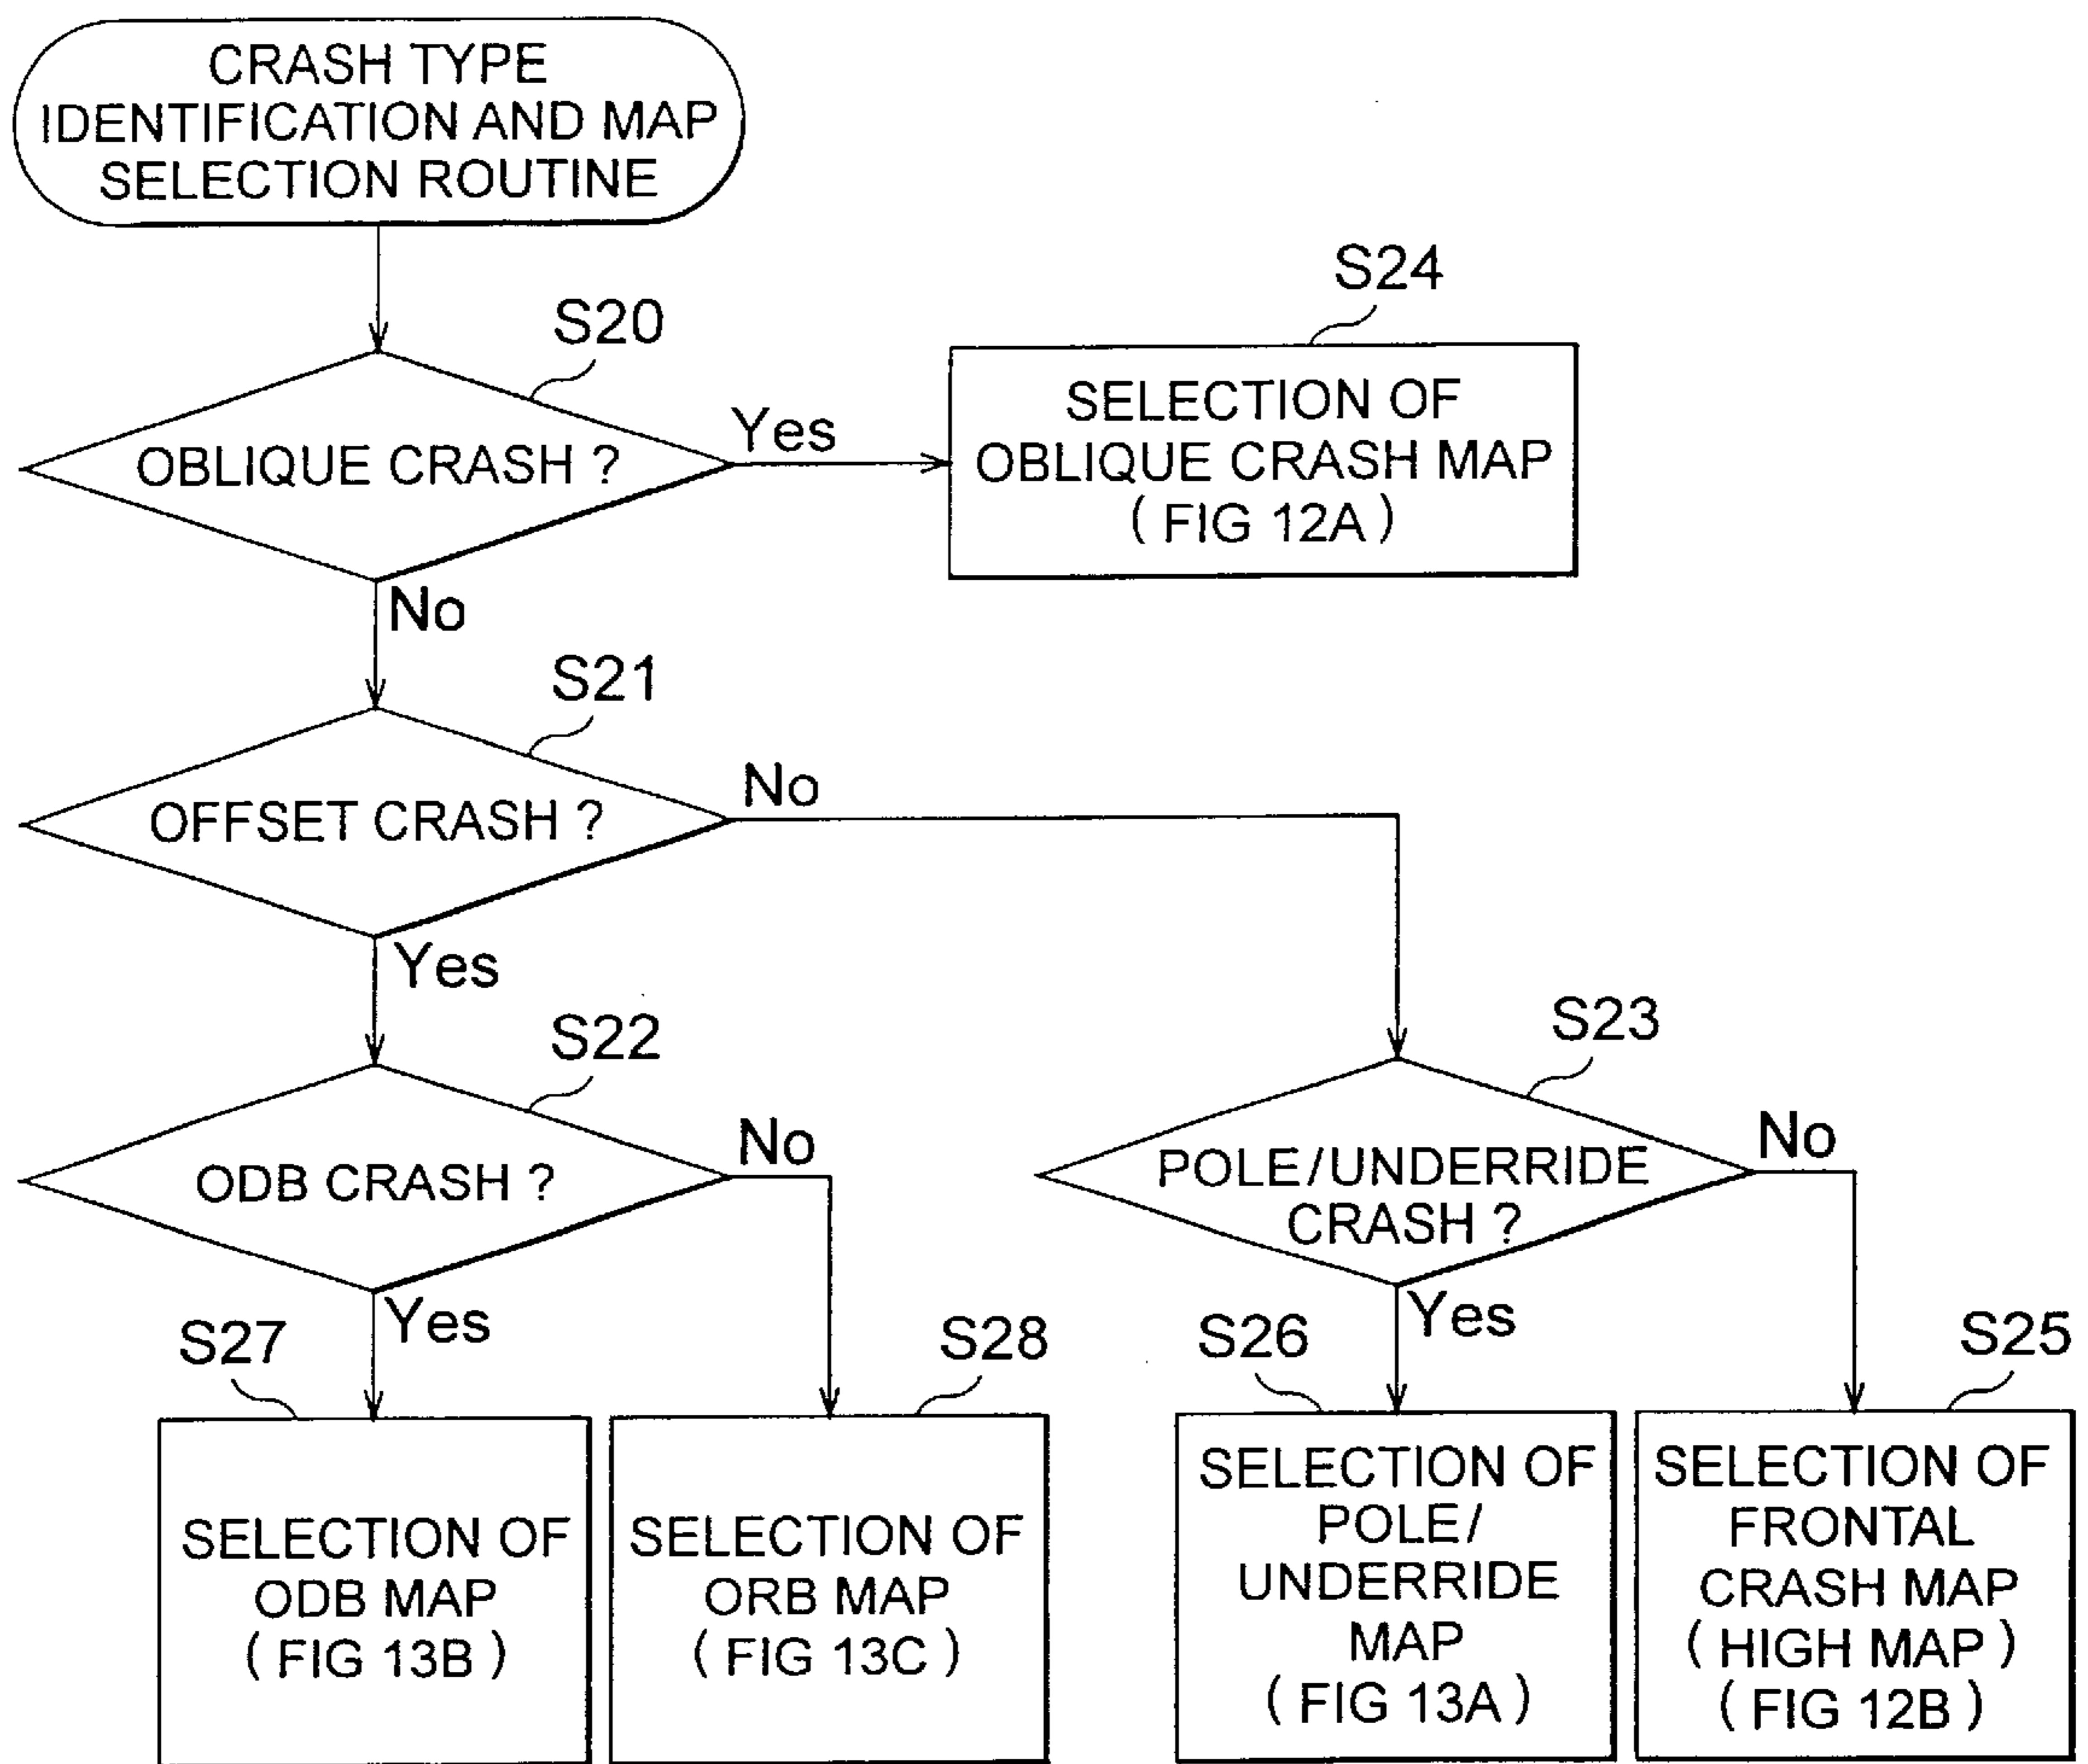 CRASH TYPE
IDENTIFICATION AND MAP
SELECTION ROUTINE
S20
OBLIQUE CRASH ?
Yes
No
S24
SELECTION OF
OBLIQUE CRASH MAP
( FIG 12A )
S21
OFFSET CRASH ?
No
Yes
S22
ODB CRASH ?
No
Yes
S23
POLE/UNDERRIDE
CRASH ?
No
Yes
S27
SELECTION OF
ODB MAP
( FIG 13B )
S28
SELECTION OF
ORB MAP
( FIG 13C )
S26
SELECTION OF
POLE/
UNDERRIDE
MAP
( FIG 13A )
S25
SELECTION OF
FRONTAL
CRASH MAP
( HIGH MAP )
( FIG 12B )